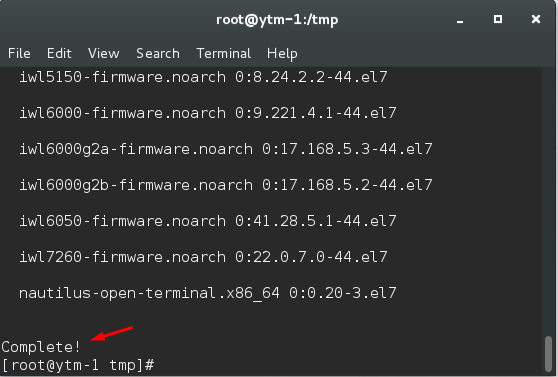 root@ytm-1:/tmp
File Edit View Search Terminal Help
iwl5150-firmware.noarch 0:8.24.2.2-44.el7
iwl6000-firmware.noarch 0:9.221.4.1-44.el7
iwl6000g2a-firmware.noarch 0:17.168.5.3-44.el7
iwl6000g2b-firmware.noarch 0:17.168.5.2-44.el7
iwl6050-firmware.noarch 0:41.28.5.1-44.el7
iwl7260-firmware.noarch 0:22.0.7.0-44.el7
nautilus-open-terminal.x86_64 0:0.20-3.el7
Complete!
[root@ytm-1 tmp]#